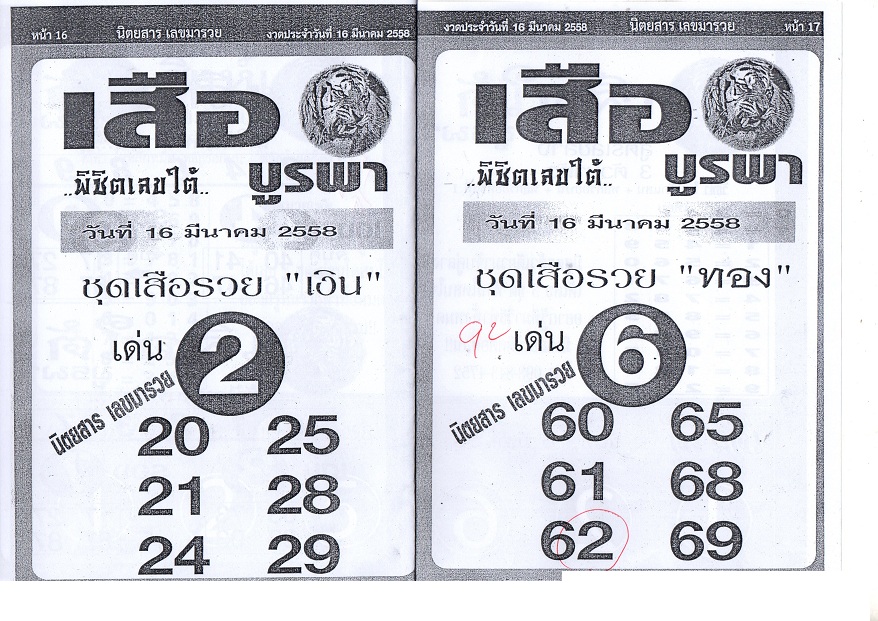 หน้า 16 นิตยสาร เลขมารวย งวดประจำวันที่ 16 มีนาคม 2558
เสือ
..พิชิตเลขใต้.. บูรพา
วันที่ 16 มีนาคม 2558
ชุดเสือรวย "เงิน"
เด่น 2
นิตยสาร เลขมารวย
20 25
21 28
24 29
งวดประจำวันที่ 16 มีนาคม 2558 นิตยสาร เลขมารวย หน้า 17
เสือ
..พิชิตเลขใต้.. บูรพา
วันที่ 16 มีนาคม 2558
ชุดเสือรวย "ทอง"
92 เด่น 6
นิตยสาร เลขมารวย
60 65
61 68
62 69